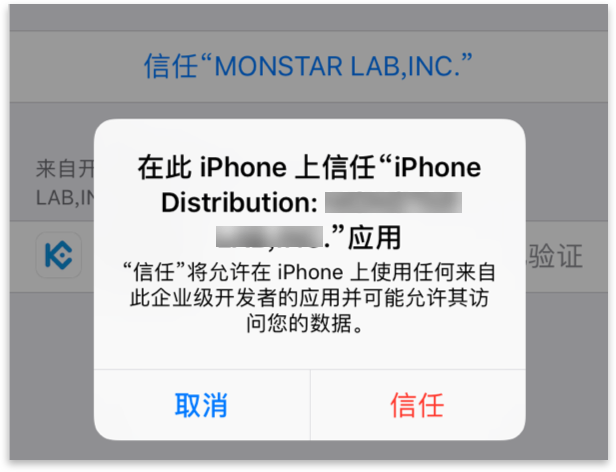 信任“MONSTAR LAB,INC.”
在此 iPhone 上信任“iPhone
Distribution:
.”应用
来自开
LAB,IN
“信任”将允许在 iPhone 上使用任何来自
此企业级开发者的应用并可能允许其访
问您的数据。
验证
取消
信任